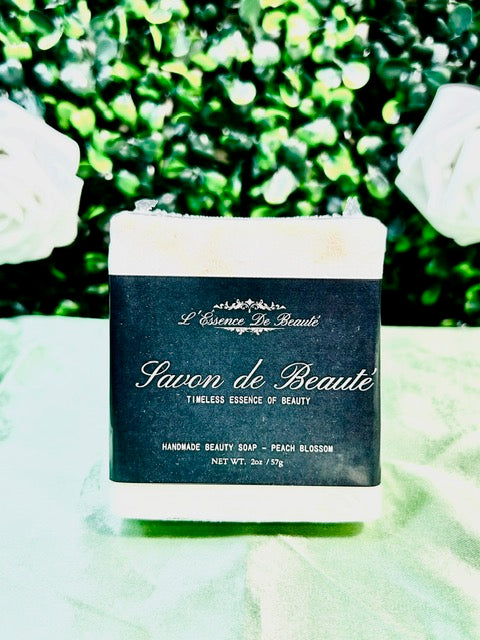 L'Essence De Beauté
Savon de Beauté
TIMELESS ESSENCE OF BEAUTY
HANDMADE BEAUTY SOAP – PEACH BLOSSOM
NET WT. 2oz / 57g